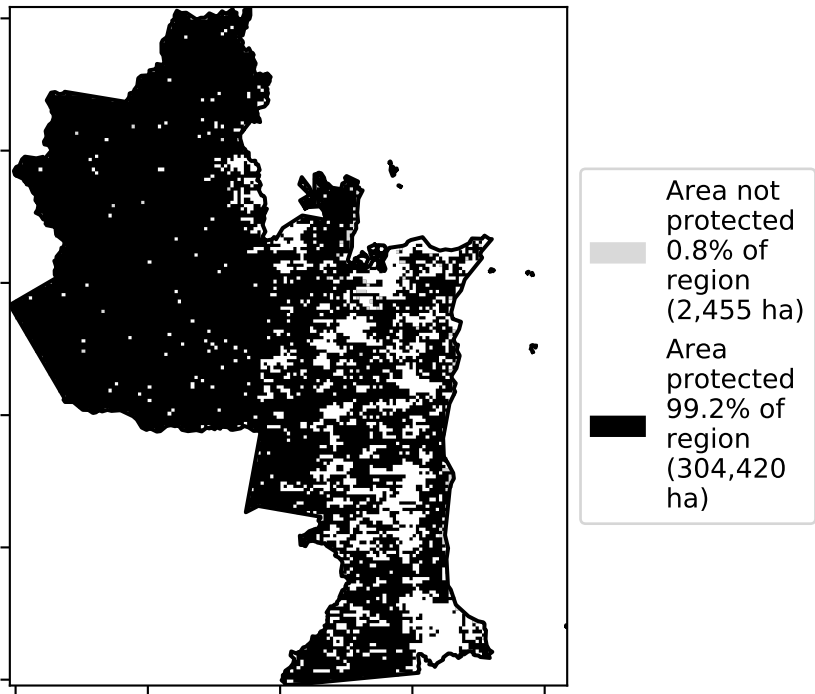 Area not
protected
0.8% of
region
(2,455 ha)
Area
protected
99.2% of
region
(304,420
ha)